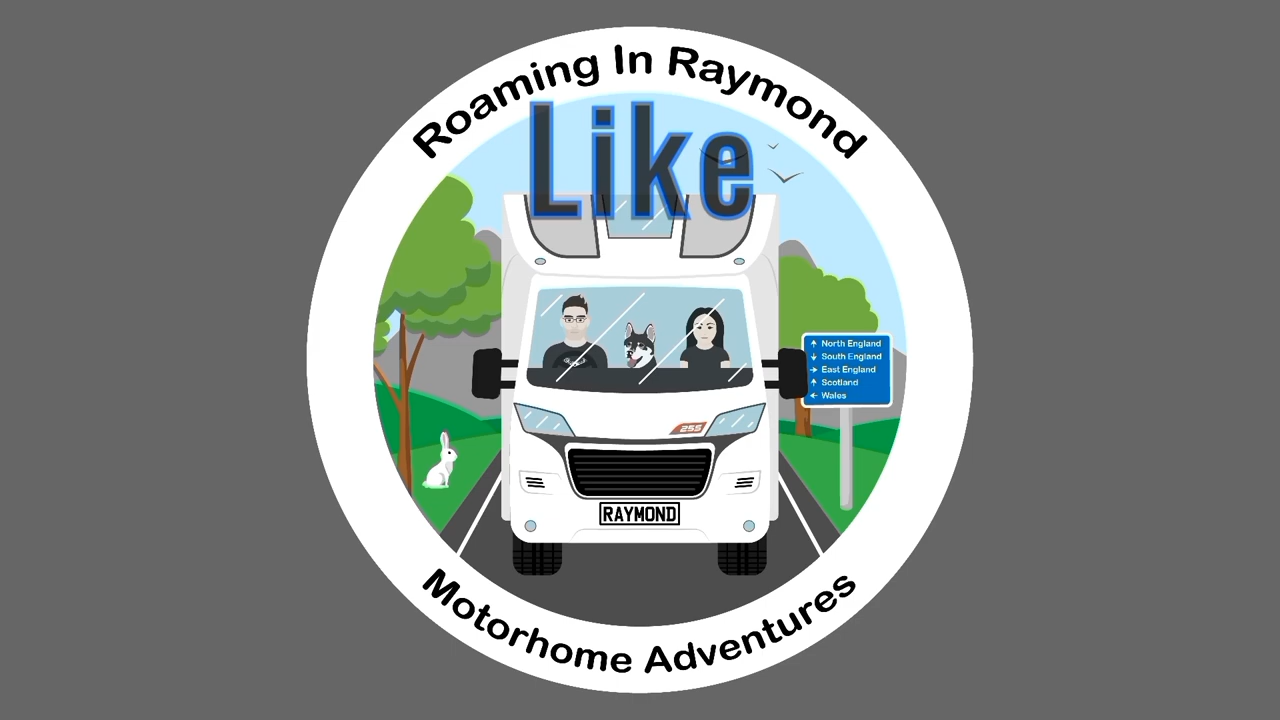 Roaming In Raymond
Like
North England
South England
East England
Scotland
Wales
255
RAYMOND
Motorhome Adventures